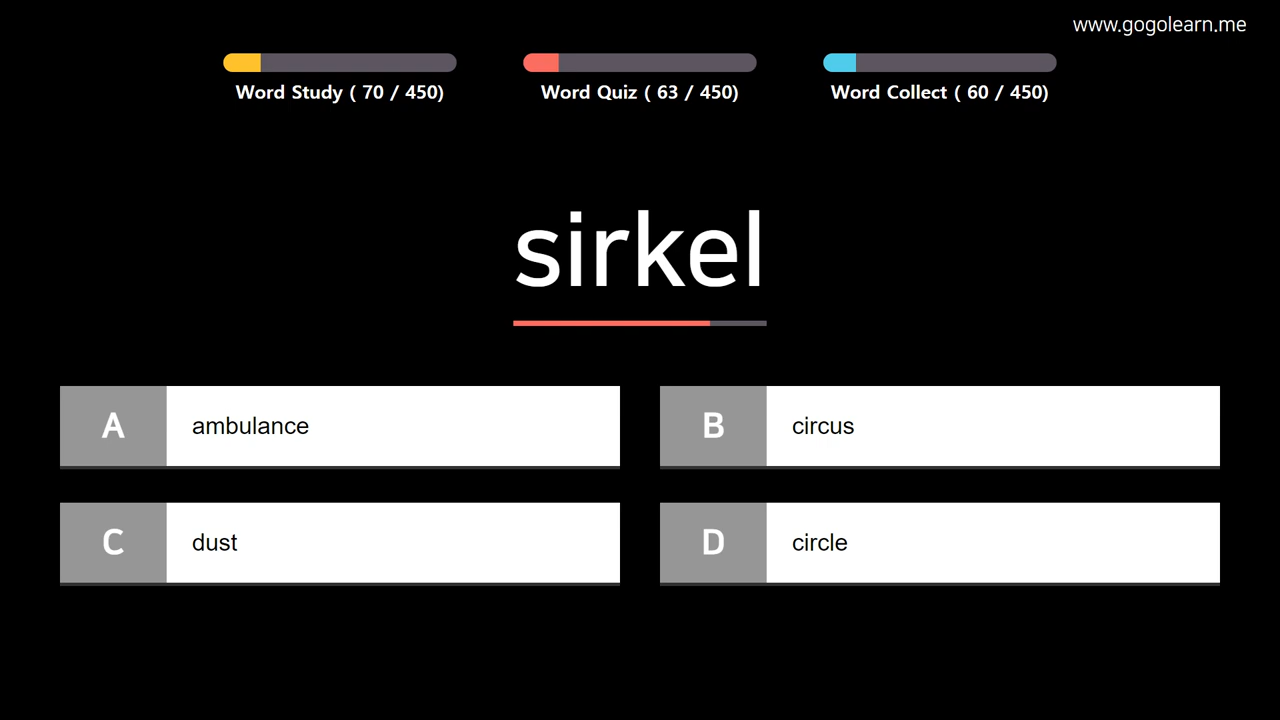 www.gogolearn.me
Word Study ( 70 / 450)
Word Quiz ( 63 / 450)
Word Collect ( 60 / 450)
sirkel
A ambulance
B circus
C dust
D circle